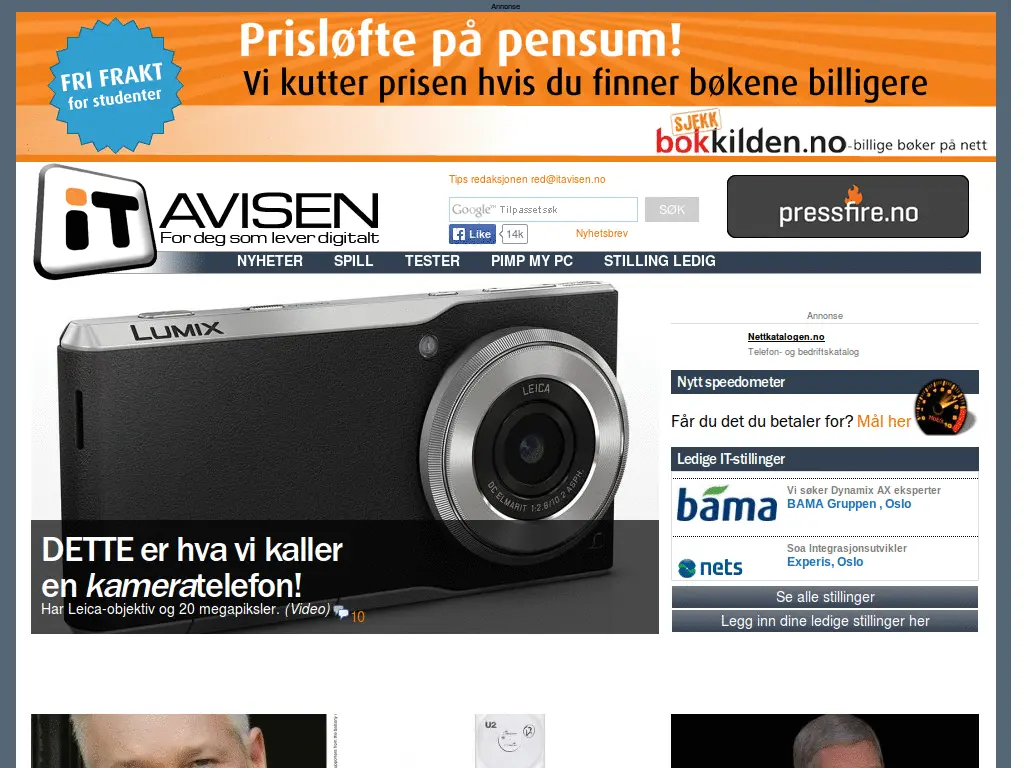 Annonse
FRI FRAKT
for studenter
Prisløfte på pensum!
Vi kutter prisen hvis du finner bøkene billigere
SJEKK
bokkilden.no - billige bøker på nett
iT AVISEN
For deg som lever digitalt
Tips redaksjonen red@itavisen.no
Google™ Tilpasset søk
SØK
Like 14k
Nyhetsbrev
pressfire.no
NYHETER SPILL TESTER PIMP MY PC STILLING LEDIG
LUMIX
LEICA
DC ELMARIT 1:2.8/10.2 ASPH.
L
DETTE er hva vi kaller
en kameratelefon!
Har Leica-objektiv og 20 megapiksler. (Video) 10
Annonse
Nettkatalogen.no
Telefon- og bedriftskatalog
Nytt speedometer
Får du det du betaler for? Mål her
Ledige IT-stillinger
bama
Vi søker Dynamix AX eksperter
BAMA Gruppen , Oslo
nets
Soa Integrasjonsutvikler
Experis, Oslo
Se alle stillinger
Legg inn dine ledige stillinger her
U2